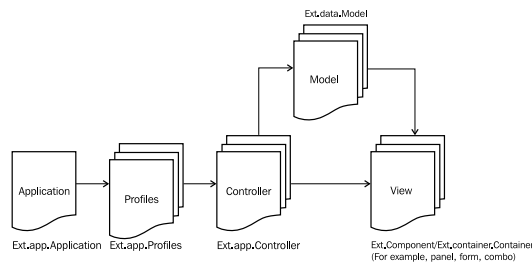 Ext.data.Model
Model
Application
Profiles
Controller
View
Ext.app.Application
Ext.app.Profiles
Ext.app.Controller
Ext.Component/Ext.container.Container
(For example, panel, form, combo)